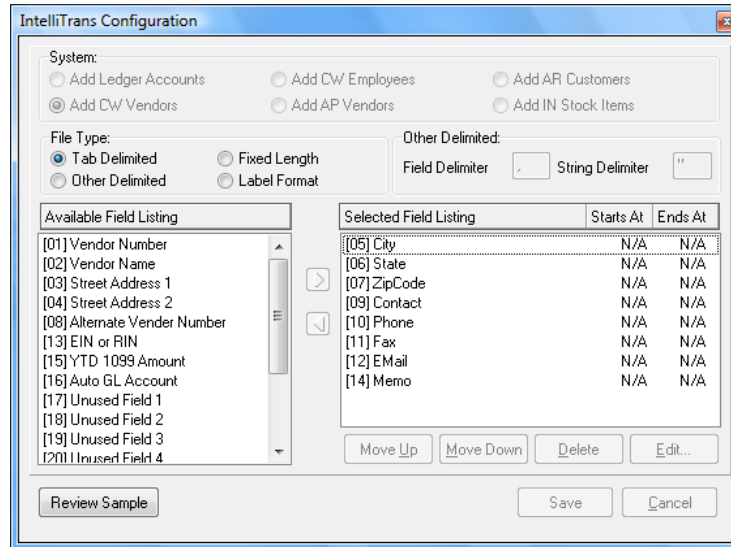 IntelliTrans Configuration
System:
Add Ledger Accounts Add CW Employees Add AR Customers
Add CW Vendors Add AP Vendors Add IN Stock Items
File Type: Other Delimited:
Tab Delimited Fixed Length
Field Delimiter , String Delimiter "
Other Delimited Label Format
Available Field Listing Selected Field Listing Starts At Ends At
[01] Vendor Number [05] City N/A N/A
[02] Vendor Name [06] State N/A N/A
[03] Street Address 1 [07] ZipCode N/A N/A
[04] Street Address 2 [09] Contact N/A N/A
[08] Alternate Vender Number [10] Phone N/A N/A
[13] EIN or RIN [11] Fax N/A N/A
[15] YTD 1099 Amount [12] EMail N/A N/A
[16] Auto GL Account [14] Memo N/A N/A
[17] Unused Field 1
[18] Unused Field 2
[19] Unused Field 3
[20] Unused Field 4
Move Up Move Down Delete Edit...
Review Sample Save Cancel